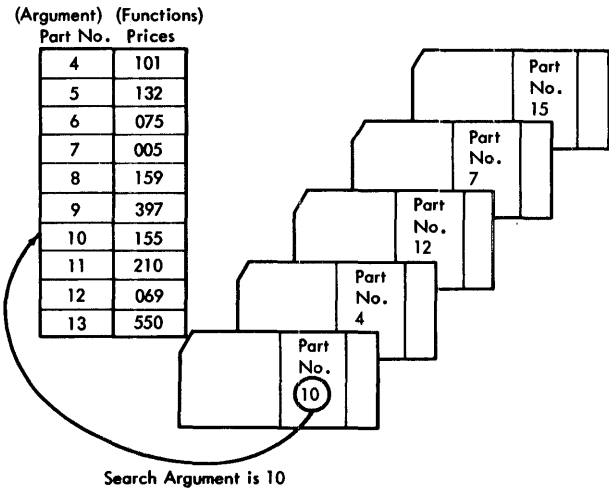 (Argument) (Functions)
Part No. Prices
4 101
5 132
6 075
7 005
8 159
9 397
10 155
11 210
12 069
13 550
Part
No.
15
Part
No.
7
Part
No.
12
Part
No.
4
Part
No.
10
Search Argument is 10